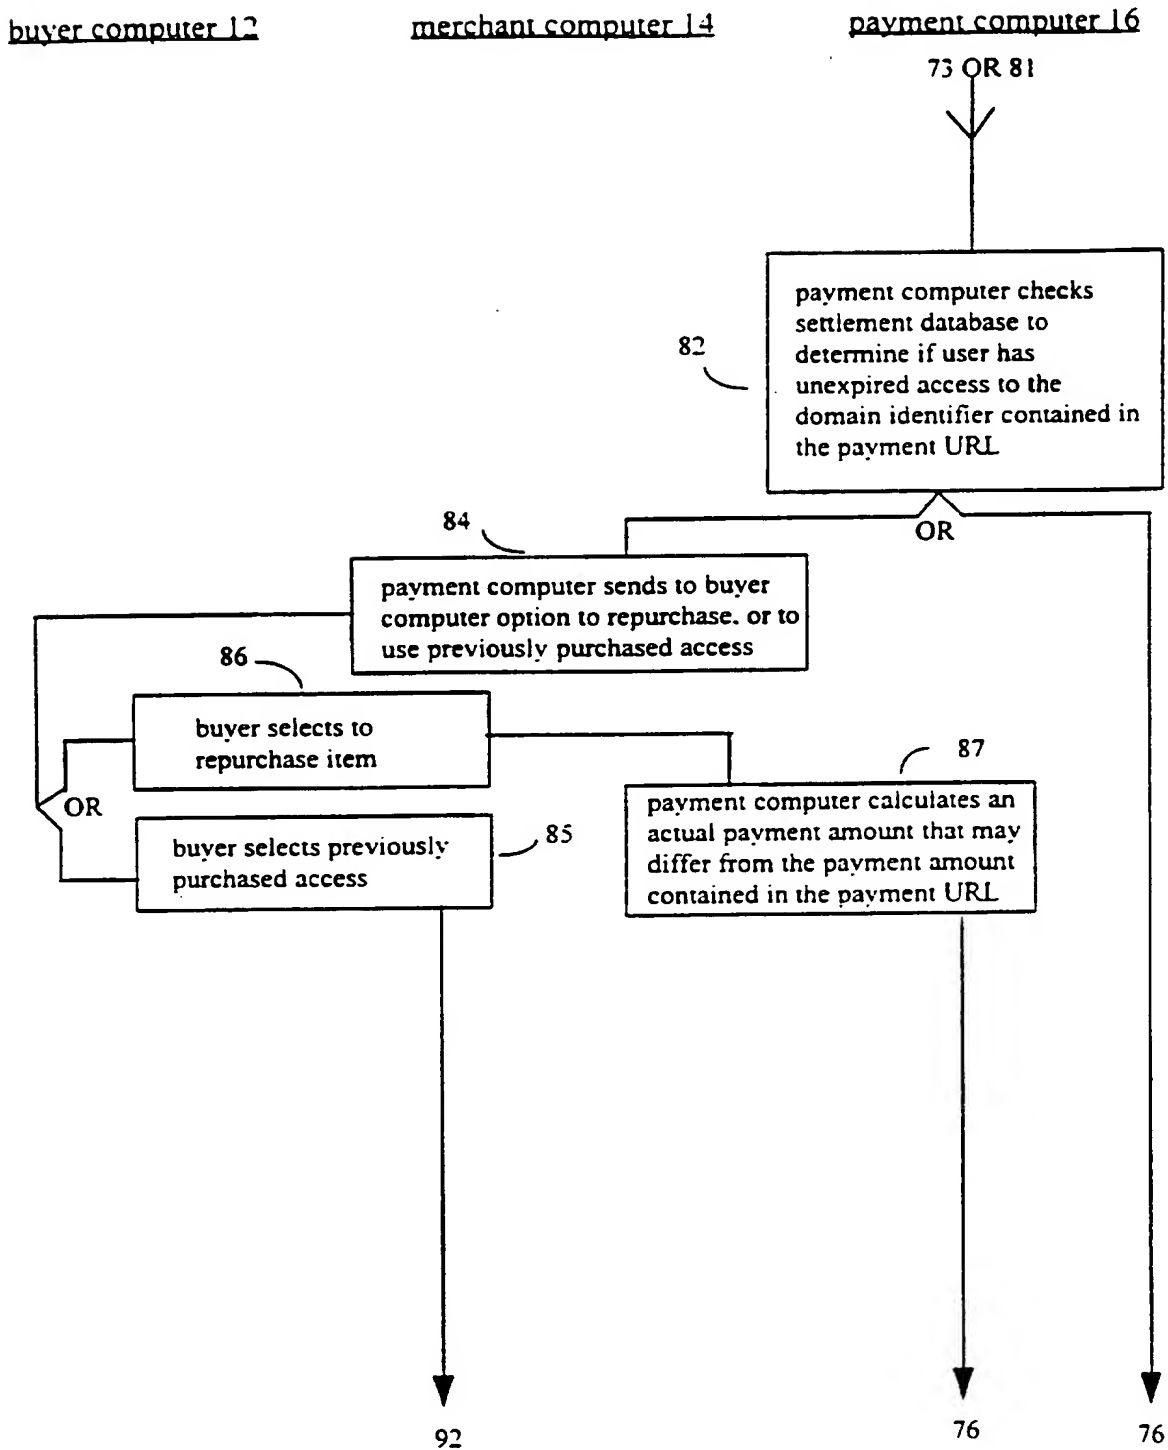 buyer computer 12 merchant computer 14 payment computer 16
73 OR 81
82
payment computer checks
settlement database to
determine if user has
unexpired access to the
domain identifier contained in
the payment URL
OR
84
payment computer sends to buyer
computer option to repurchase. or to
use previously purchased access
86
buyer selects to
repurchase item
OR
85
buyer selects previously
purchased access
87
payment computer calculates an
actual payment amount that may
differ from the payment amount
contained in the payment URL
92 76 76